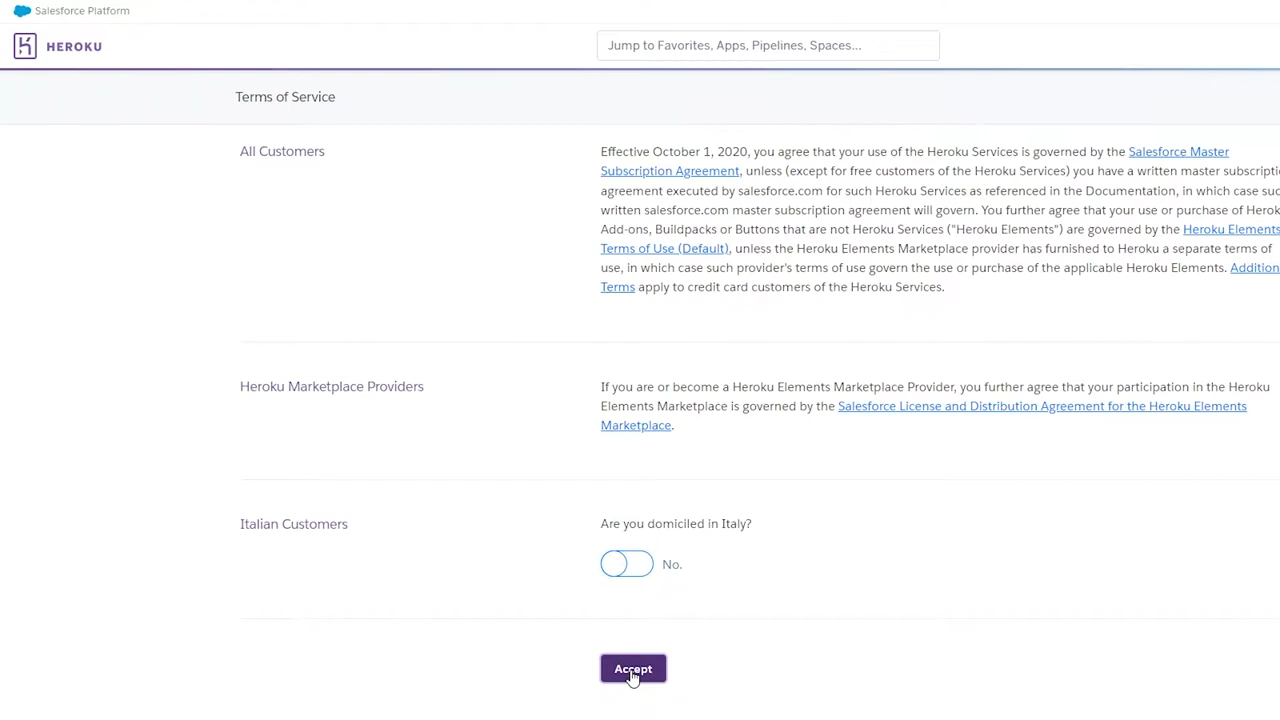 Salesforce Platform
HEROKU
Jump to Favorites, Apps, Pipelines, Spaces...
Terms of Service
All Customers
Effective October 1, 2020, you agree that your use of the Heroku Services is governed by the Salesforce Master
Subscription Agreement, unless (except for free customers of the Heroku Services) you have a written master
agreement executed by salesforce.com for such Heroku Services as referenced in the Documentation, in which case
written salesforce.com master subscription agreement will govern. You further agree that your use or purchase of
Add-ons, Buildpacks or Buttons that are not Heroku Services ("Heroku Elements") are governed by the Heroku Elements
Terms of Use (Default), unless the Heroku Elements Marketplace provider has furnished to Heroku a separate terms of
use, in which case such provider's terms of use govern the use or purchase of the applicable Heroku Elements.
Terms apply to credit card customers of the Heroku Services.
Heroku Marketplace Providers
If you are or become a Heroku Elements Marketplace Provider, you further agree that your participation in the Heroku
Elements Marketplace is governed by the Salesforce License and Distribution Agreement for the Heroku Elements
Marketplace.
Italian Customers
Are you domiciled in Italy?
No.
Accept